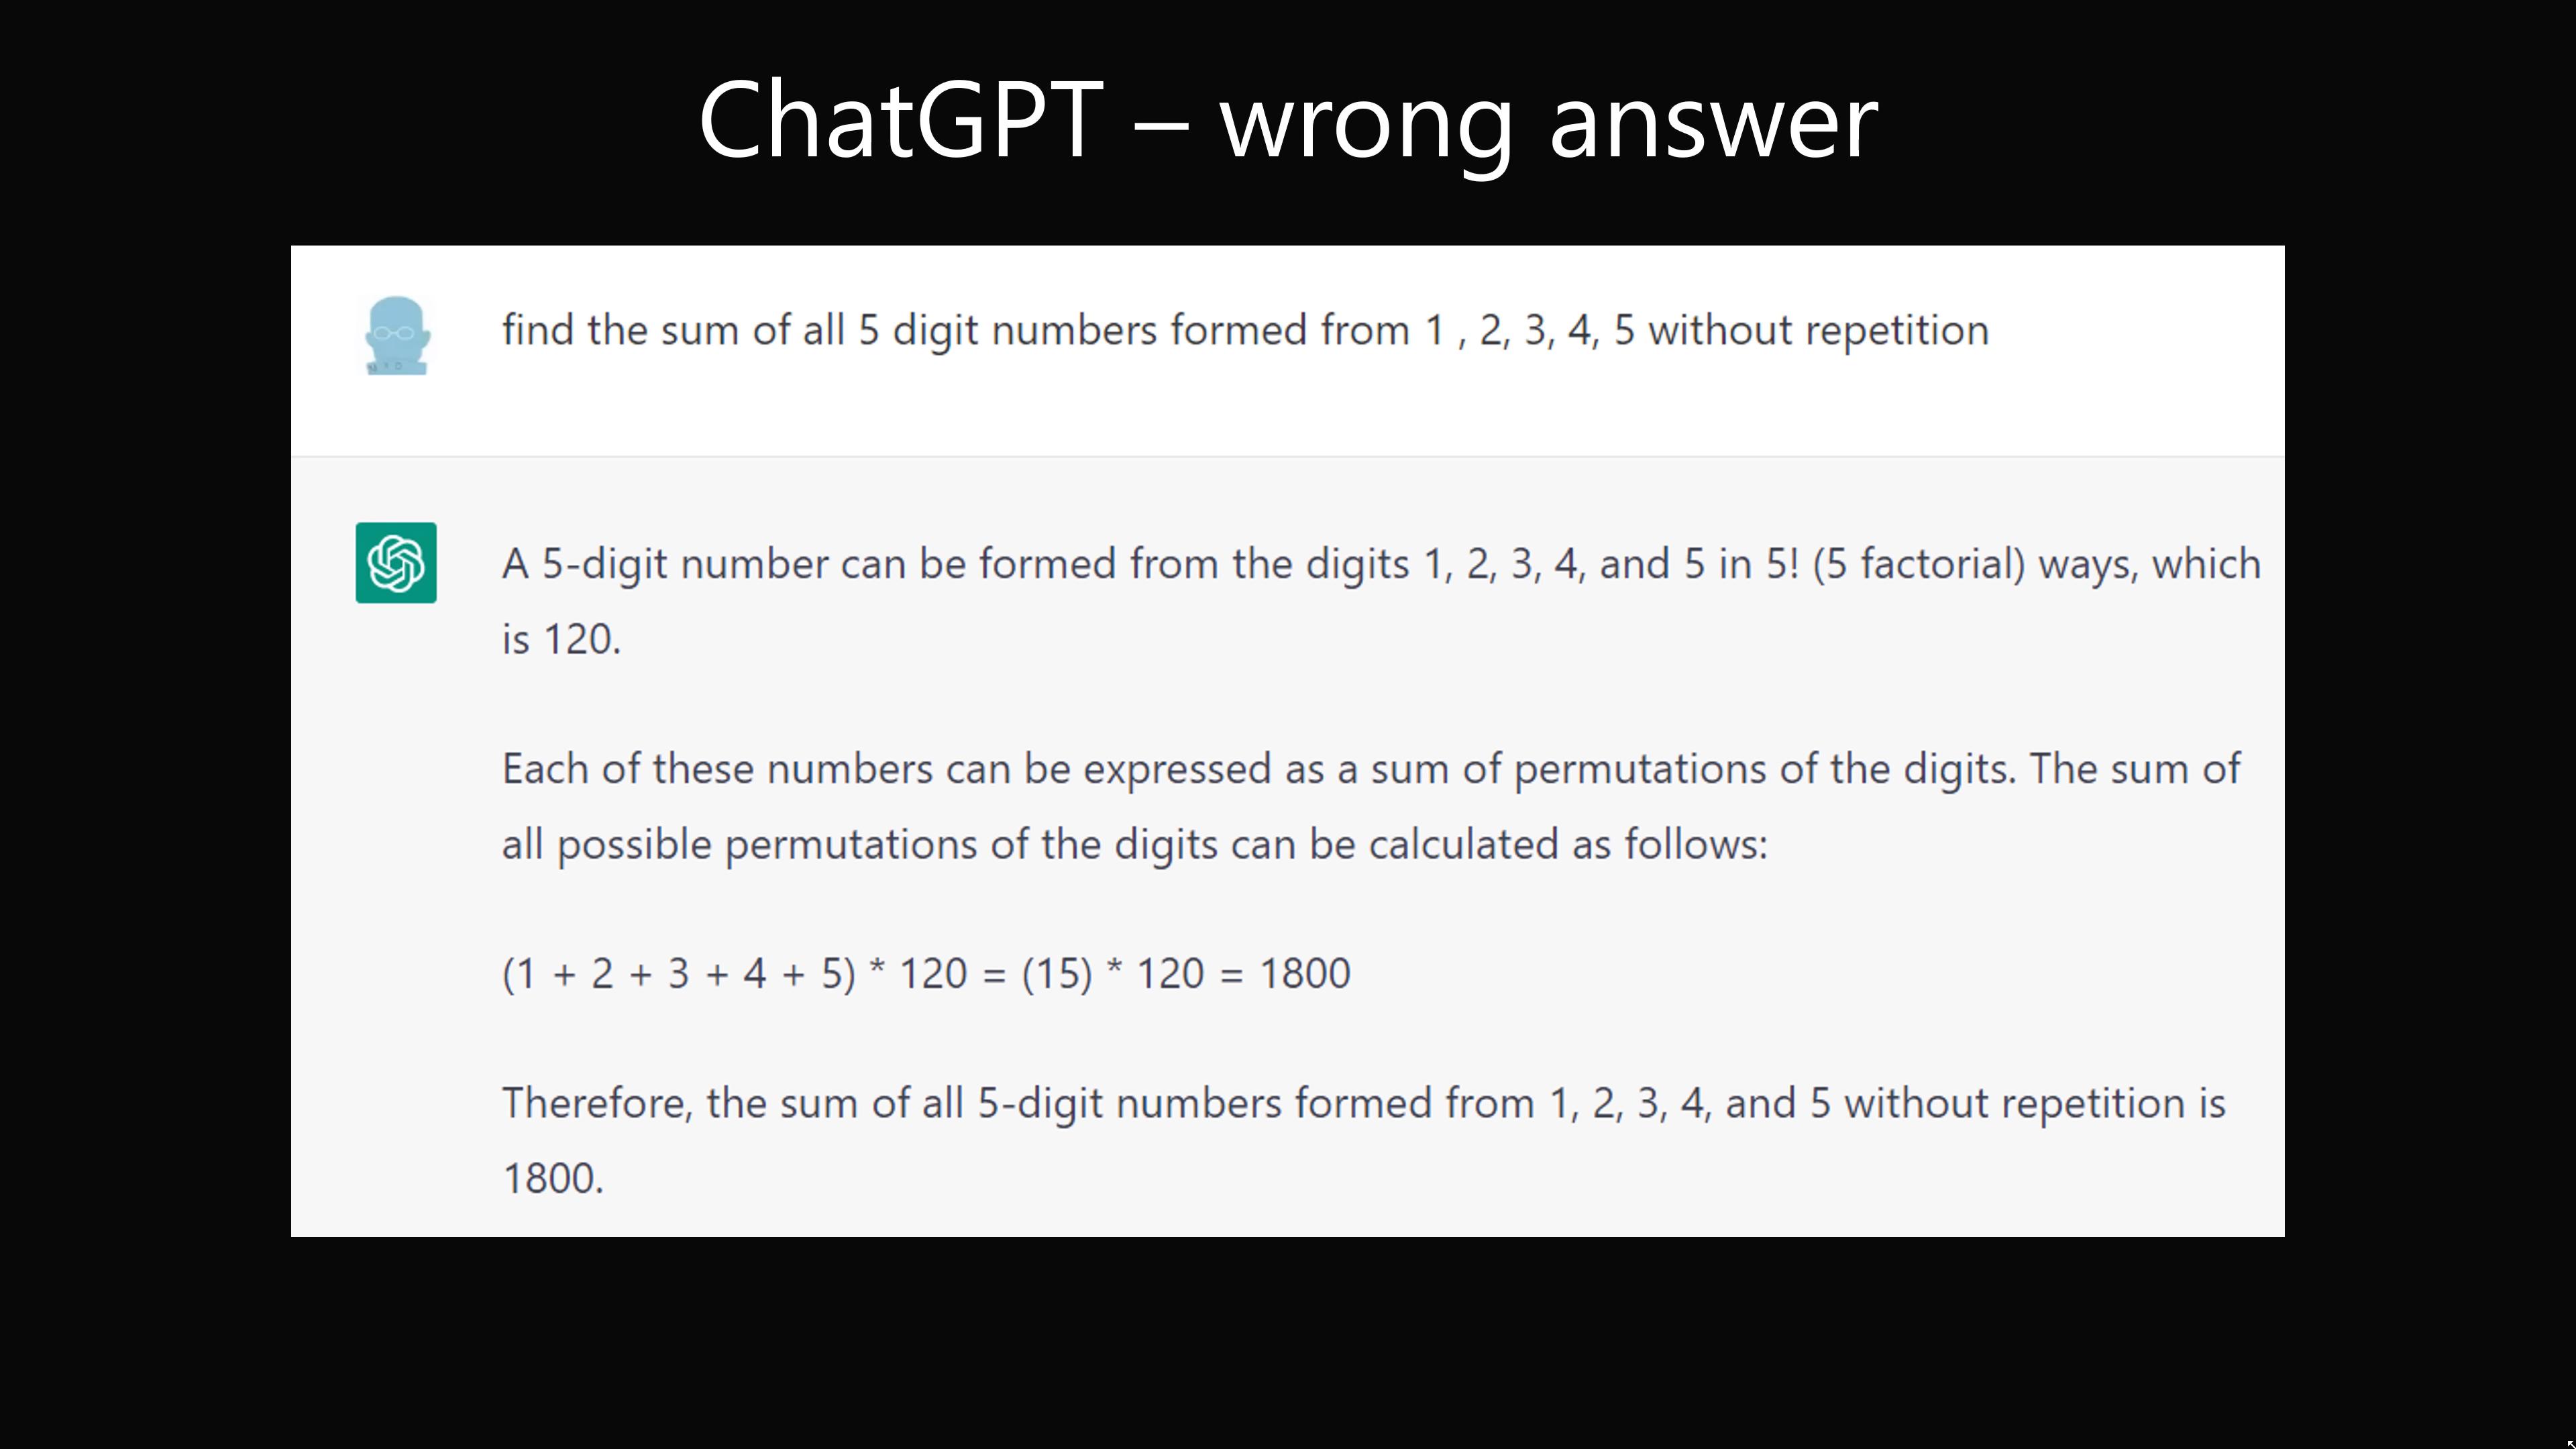 ChatGPT – wrong answer
find the sum of all 5 digit numbers formed from 1 , 2, 3, 4, 5 without repetition
A 5-digit number can be formed from the digits 1, 2, 3, 4, and 5 in 5! (5 factorial) ways, which
is 120.
Each of these numbers can be expressed as a sum of permutations of the digits. The sum of
all possible permutations of the digits can be calculated as follows:
(1 + 2 + 3 + 4 + 5) * 120 = (15) * 120 = 1800
Therefore, the sum of all 5-digit numbers formed from 1, 2, 3, 4, and 5 without repetition is
1800.